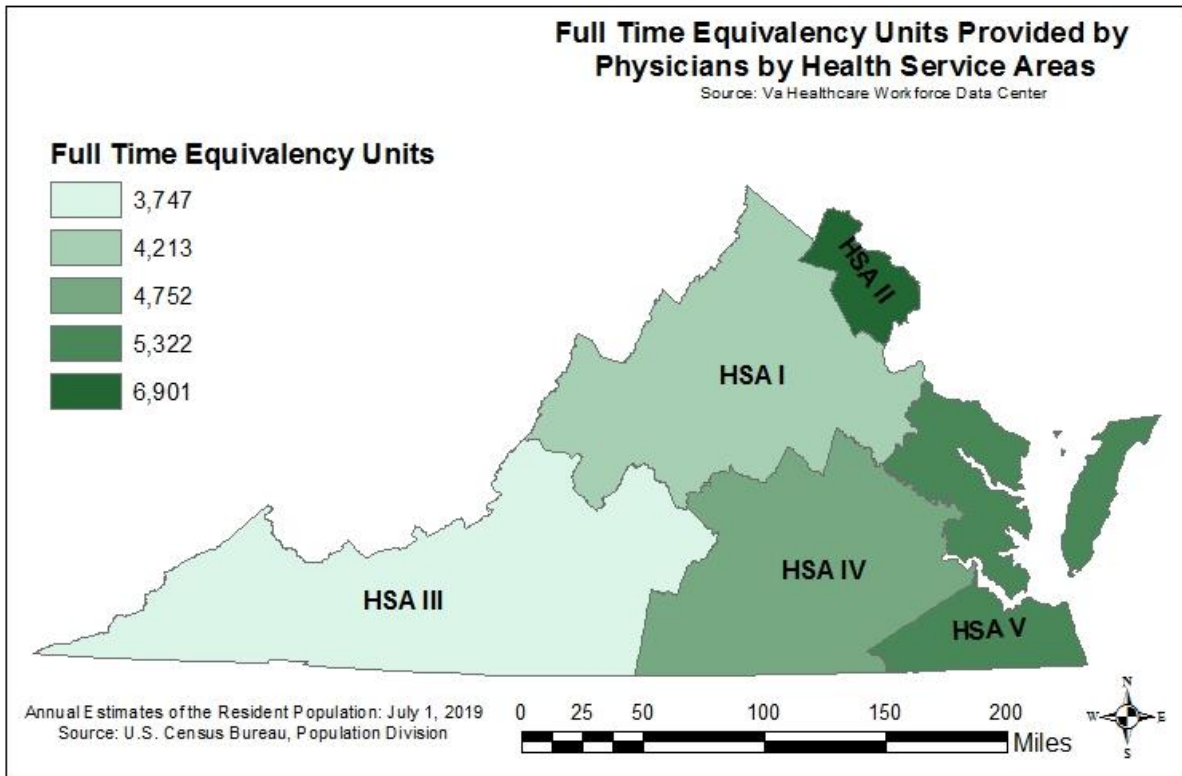 Full Time Equivalency Units Provided by
Physicians by Health Service Areas
Source: Va Healthcare Workforce Data Center
Full Time Equivalency Units
3,747
4,213
4,752
5,322
6,901
HSA II
HSA I
HSA IV
HSA III
HSA V
Annual Estimates of the Resident Population: July 1, 2019
Source: U.S. Census Bureau, Population Division
0 25 50 100 150 200
Miles
N
W E
S